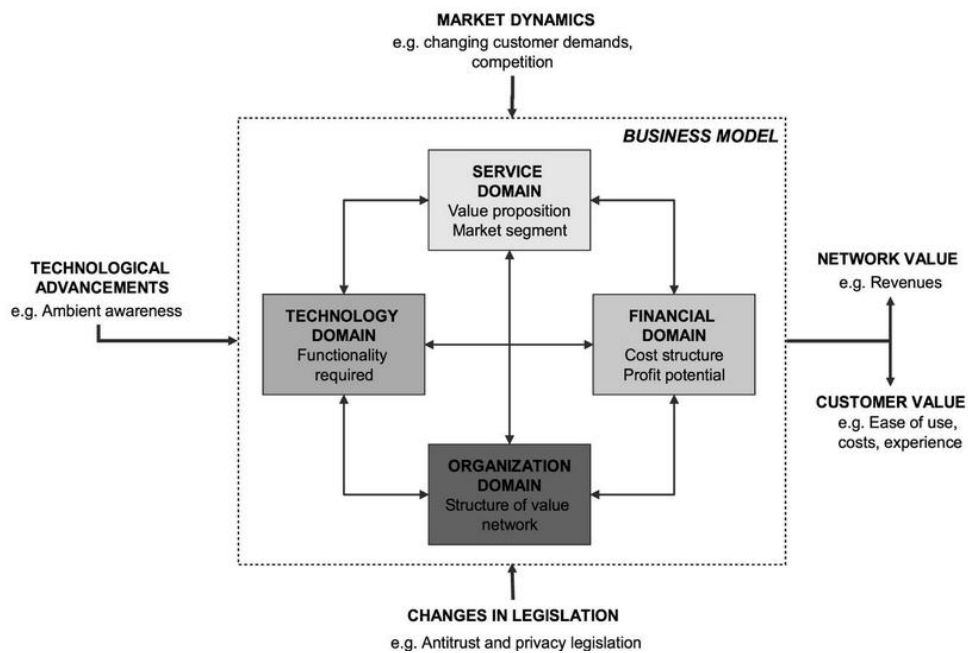 MARKET DYNAMICS
e.g. changing customer demands,
competition
BUSINESS MODEL
SERVICE
DOMAIN
Value proposition
Market segment
TECHNOLOGICAL
ADVANCEMENTS
e.g. Ambient awareness
TECHNOLOGY
DOMAIN
Functionality
required
FINANCIAL
DOMAIN
Cost structure
Profit potential
NETWORK VALUE
e.g. Revenues
CUSTOMER VALUE
e.g. Ease of use,
costs, experience
ORGANIZATION
DOMAIN
Structure of value
network
CHANGES IN LEGISLATION
e.g. Antitrust and privacy legislation